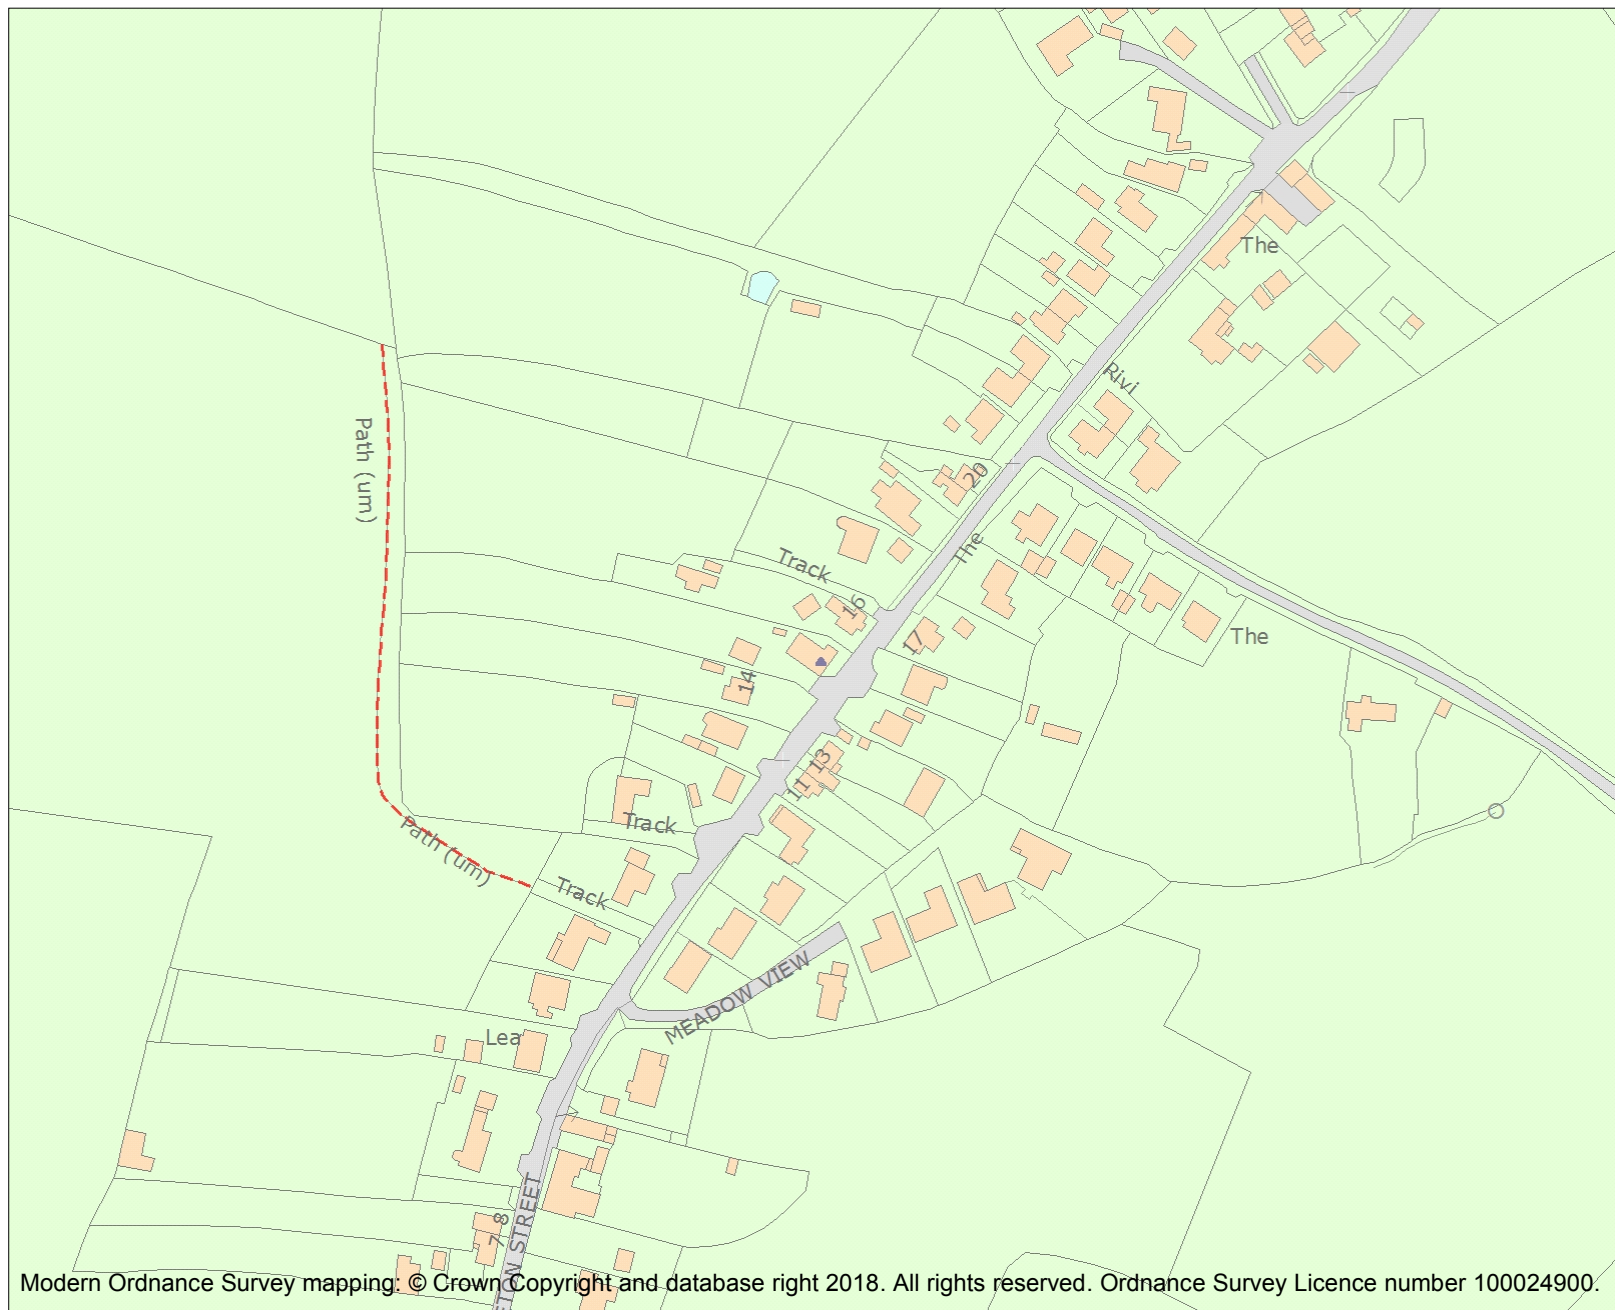 The
Rivi
Path (um)
20
The
Track
16
17
The
14
13
11
Track
Path (um)
Track
MEADOW VIEW
Lea
8
7
TON STREET
Modern Ordnance Survey mapping: © Crown Copyright and database right 2018. All rights reserved. Ordnance Survey Licence number 100024900.